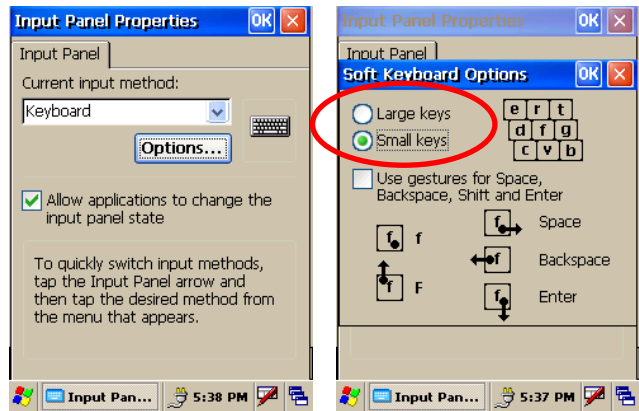 Input Panel Properties OK
Input Panel
Current input method:
Keyboard
Options...
Allow applications to change the
input panel state
To quickly switch input methods,
tap the Input Panel arrow and
then tap the desired method from
the menu that appears.
Input Pan... 5:38 PM
Input Panel Properties OK
Input Panel
Soft Keyboard Options OK
Large keys
Small keys
e r t
d f g
c v b
Use gestures for Space,
Backspace, Shift and Enter
f f
f F
f Space
f Backspace
f Enter
Input Pan... 5:37 PM